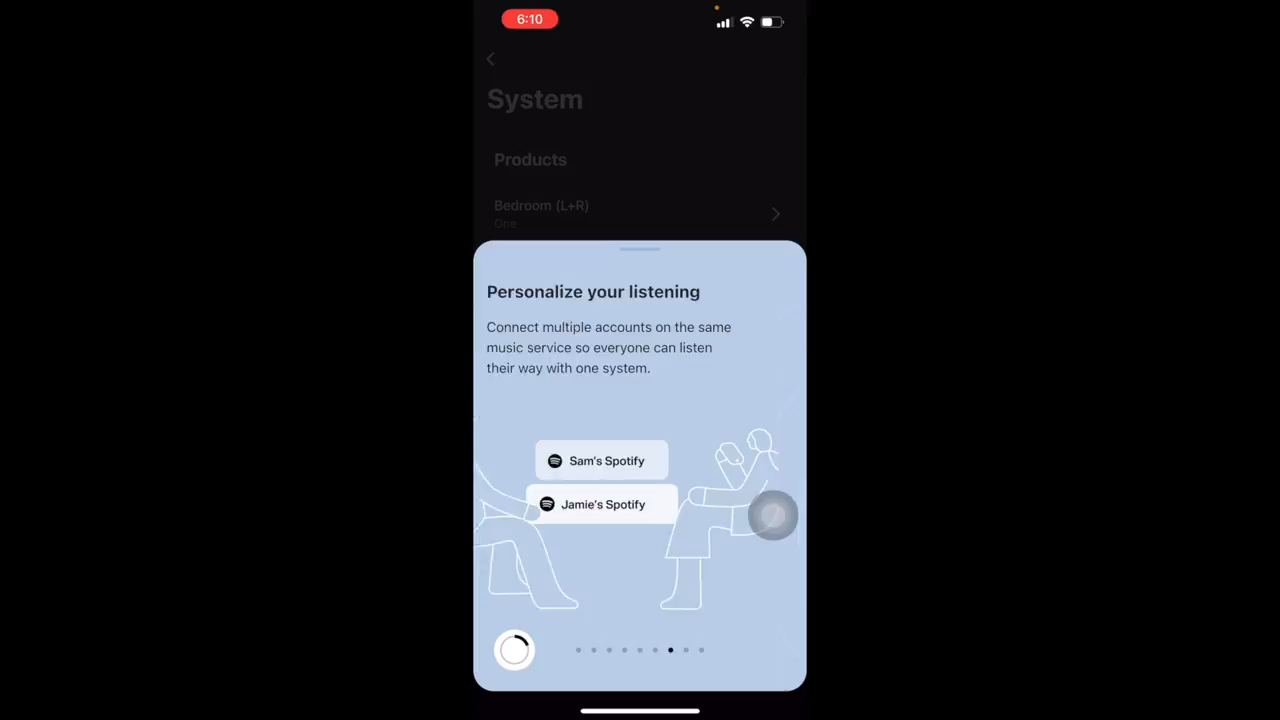 6:10
System
Products
Bedroom (L+R)
One
Personalize your listening
Connect multiple accounts on the same
music service so everyone can listen
their way with one system.
Sam's Spotify
Jamie's Spotify